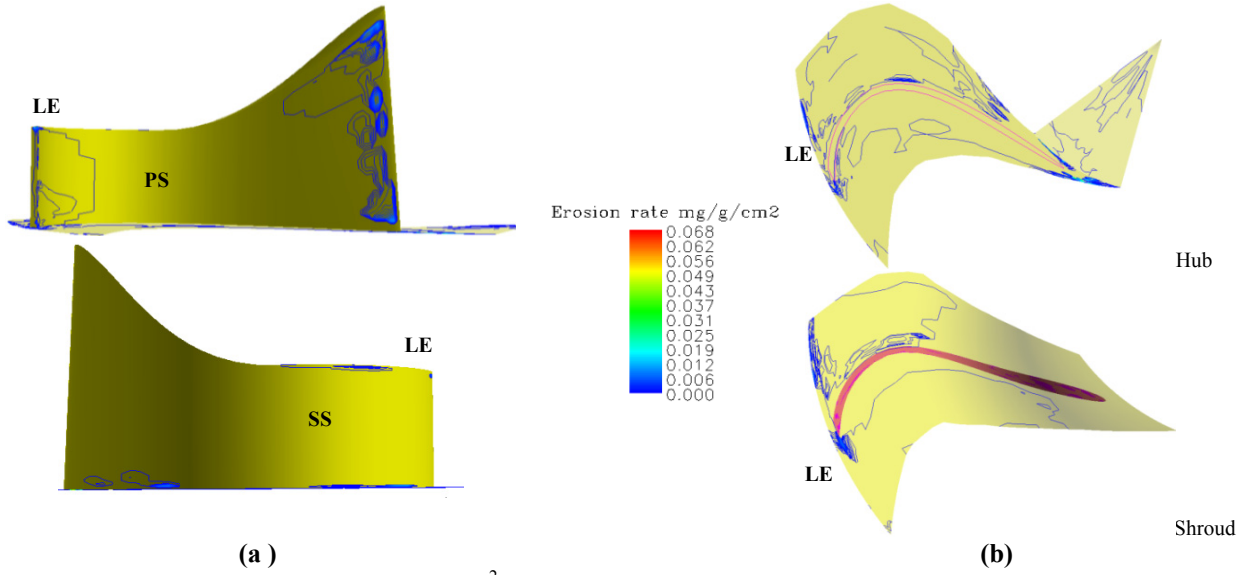 LE
PS
LE
SS
(a )
2
Erosion rate mg/g/cm2
0.068
0.062
0.056
0.049
0.043
0.037
0.031
0.025
0.019
0.012
0.006
0.000
LE
Hub
LE
Shroud
(b)